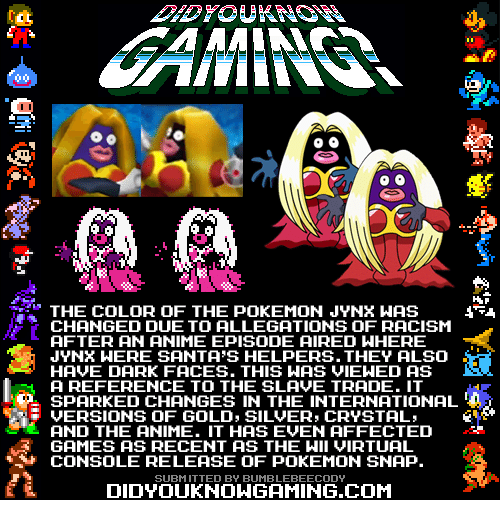 DIDYOUKNOW
GAMING?
THE COLOR OF THE POKEMON JYNX WAS
CHANGED DUE TO ALLEGATIONS OF RACISM
AFTER AN ANIME EPISODE AIRED WHERE
JYNX WERE SANTA'S HELPERS. THEY ALSO
HAVE DARK FACES. THIS WAS VIEWED AS
A REFERENCE TO THE SLAVE TRADE. IT
SPARKED CHANGES IN THE INTERNATIONAL
VERSIONS OF GOLD, SILVER, CRYSTAL,
AND THE ANIME. IT HAS EVEN AFFECTED
GAMES AS RECENT AS THE WII VIRTUAL
CONSOLE RELEASE OF POKEMON SNAP.
SUBMITTED BY BUMBLEBEECODY
DIDYOUKNOWGAMING.COM